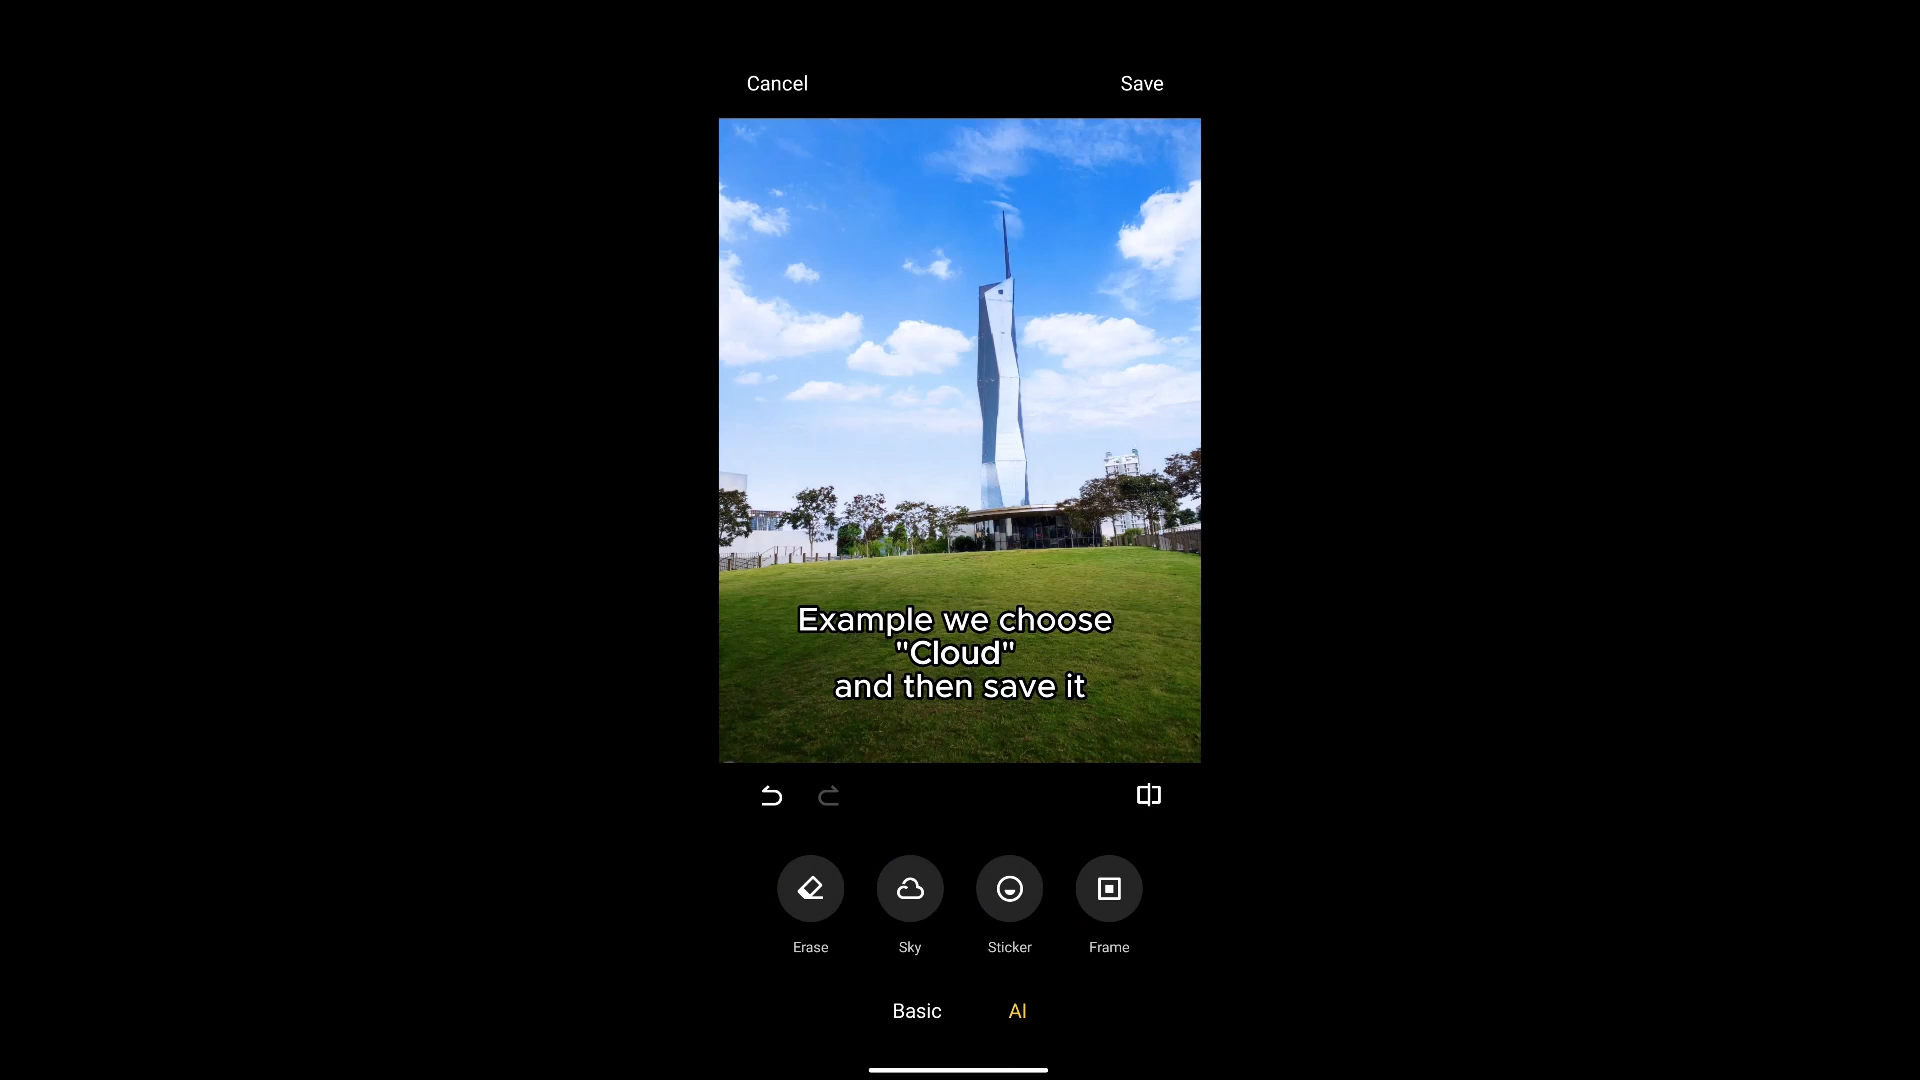 Cancel
Save
Example we choose
"Cloud"
and then save it
Erase
Sky
Sticker
Frame
Basic
AI